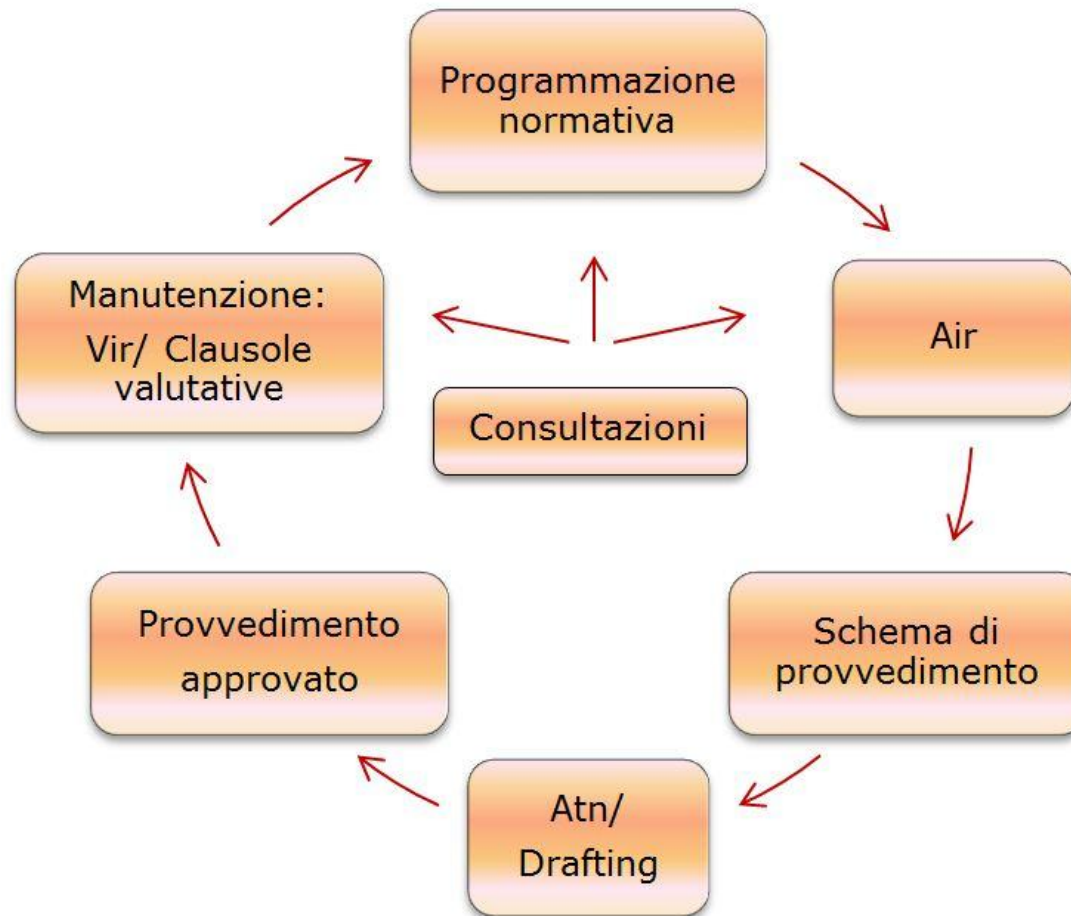 Programmazione
normativa
Manutenzione:
Vir/ Clausole
valutative
Air
Consultazioni
Provvedimento
approvato
Schema di
provvedimento
Atn/
Drafting